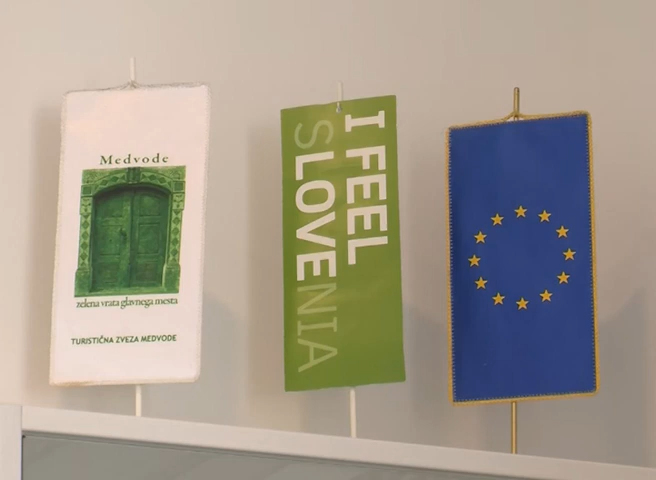 Medvode
zelena vrata glavnega mesta
TURISTIČNA ZVEZA MEDVODE
I FEEL
SLOVENIA